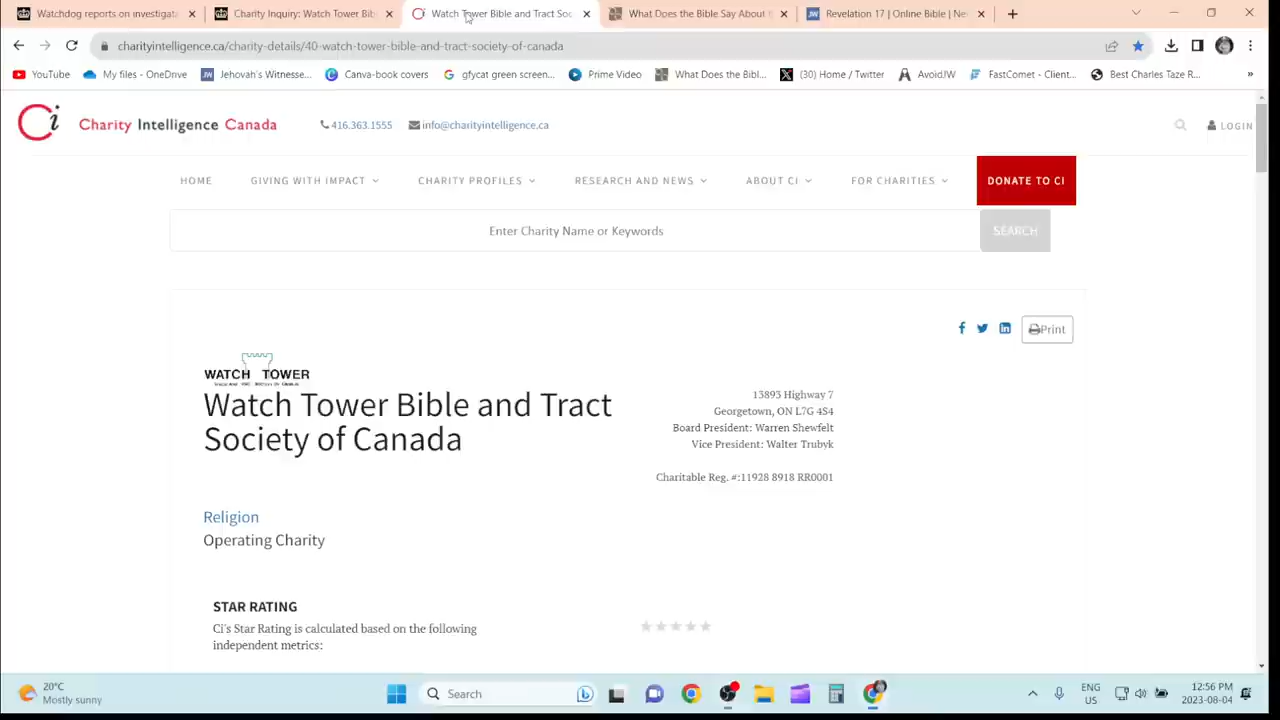 Watchdog reports on investigat
Charity Inquiry: Watch Tower Bib
Watch Tower Bible and Tract Soc
What Does the Bible Say About
Revelation 17 | Online Bible | Ne
charityintelligence.ca/charity-details/40-watch-tower-bible-and-tract-society-of-canada
YouTube
My files - OneDrive
Jehovah's Witnesse...
Canva-book covers
gfycat green screen...
Prime Video
What Does the Bibl...
(30) Home / Twitter
AvoidJW
FastComet - Client...
Best Charles Taze R...
Ci Charity Intelligence Canada
416.363.1555
info@charityintelligence.ca
LOGIN
HOME
GIVING WITH IMPACT
CHARITY PROFILES
RESEARCH AND NEWS
ABOUT CI
FOR CHARITIES
DONATE TO CI
Enter Charity Name or Keywords
SEARCH
Print
WATCH TOWER
Watch Tower Bible and Tract
Society of Canada
13893 Highway 7
Georgetown, ON L7G 4S4
Board President: Warren Shewfelt
Vice President: Walter Trubyk
Charitable Reg. #:11928 8918 RR0001
Religion
Operating Charity
STAR RATING
Ci's Star Rating is calculated based on the following
independent metrics:
20°C
Mostly sunny
Search
ENG
US
12:56 PM
2023-08-04